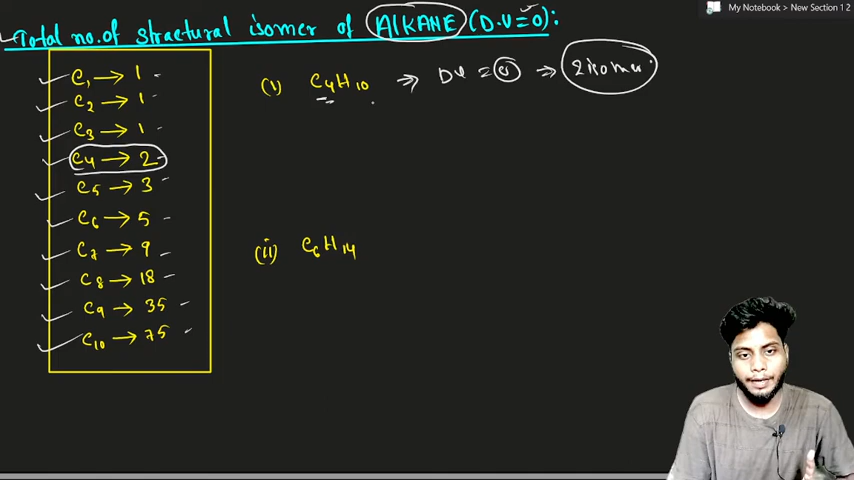 My Notebook > New Section 1 2
Total no.of structural isomer of ALKANE (D.U=0):
C1 → 1
C2 → 1
C3 → 1
C4 → 2
C5 → 3
C6 → 5
C7 → 9
C8 → 18
C9 → 35
C10 → 75
(i) C4H10 ⇒ DU = 0 ⇒ 2 isomer
(ii) C6H14